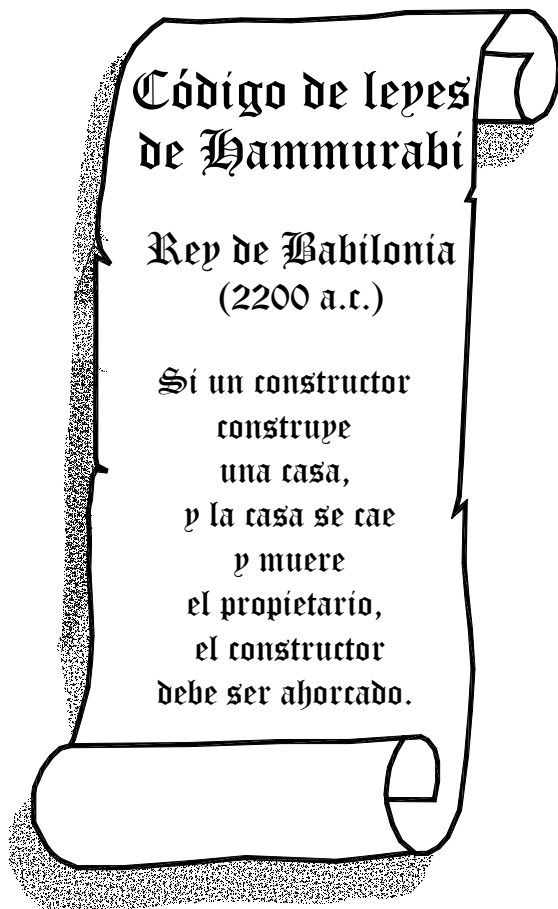 Código de leyes
de Hammurabi
Rey de Babilonia
(2200 a.c.)
Si un constructor
construye
una casa,
y la casa se cae
y muere
el propietario,
el constructor
debe ser ahorcado.